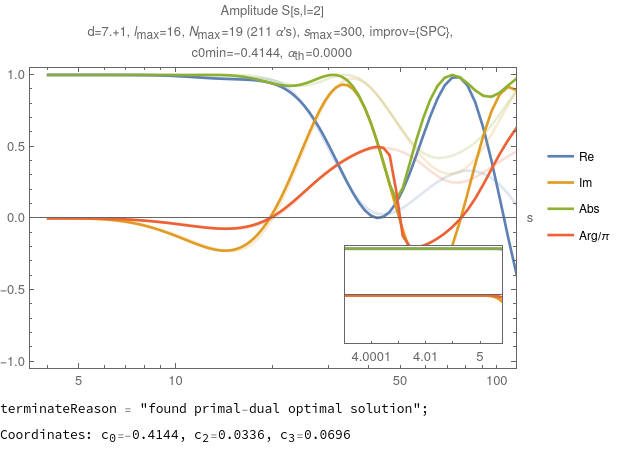 Amplitude S[s,l=2]
d=7.+1, lmax=16, Nmax=19 (211 α's), smax=300, improv={SPC},
c0min=-0.4144, αth=0.0000
1.0
0.5
0.0
-0.5
-1.0
5
10
50
100
s
4.0001
4.01
5
Re
Im
Abs
Arg/π
terminateReason = "found primal-dual optimal solution";
Coordinates: c0=-0.4144, c2=0.0336, c3=0.0696